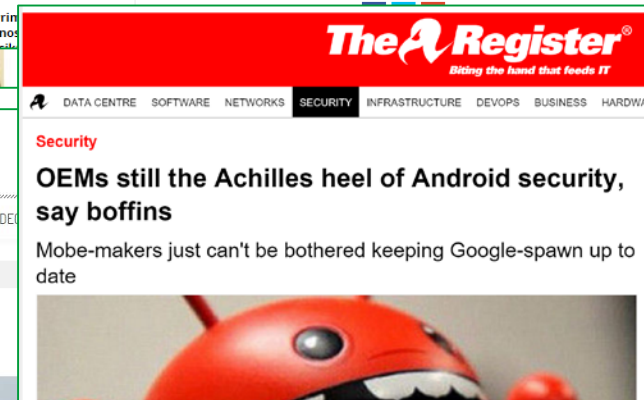 The Register®
Biting the hand that feeds IT
DATA CENTRE SOFTWARE NETWORKS SECURITY INFRASTRUCTURE DEVOPS BUSINESS HARDWA
Security
OEMs still the Achilles heel of Android security,
say boffins
Mobe-makers just can't be bothered keeping Google-spawn up to
date